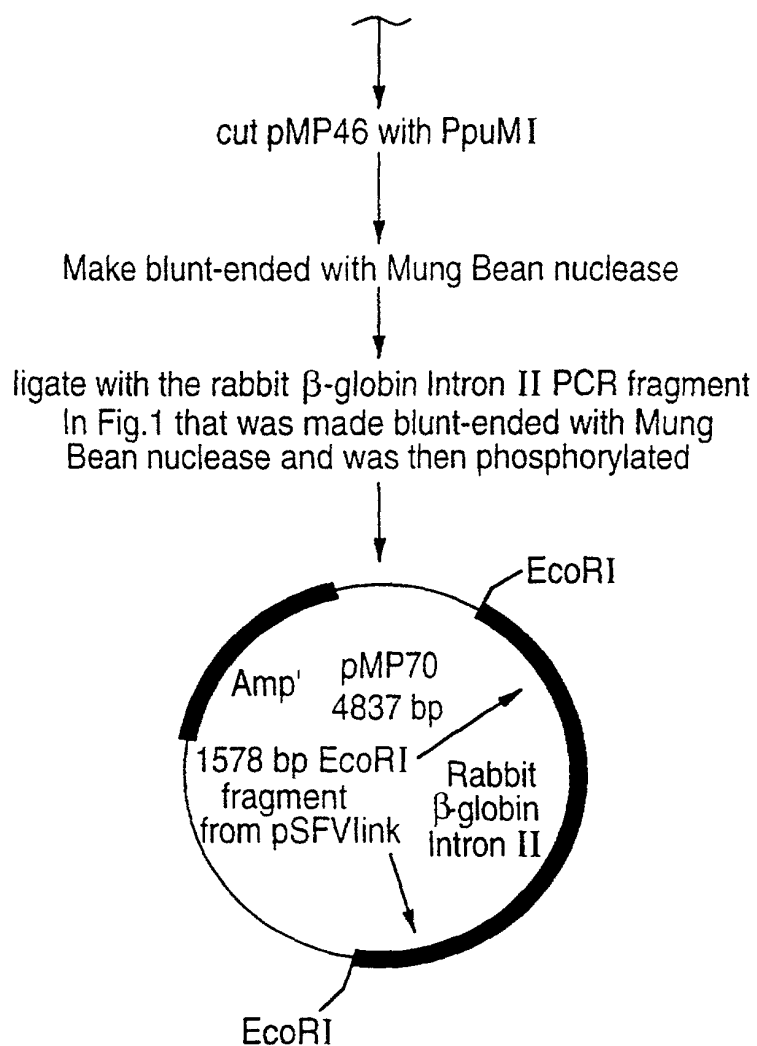 cut pMP46 with PpuMI
Make blunt-ended with Mung Bean nuclease
ligate with the rabbit β-globin Intron II PCR fragment
In Fig.1 that was made blunt-ended with Mung
Bean nuclease and was then phosphorylated
EcoRI
pMP70
Amp'
4837 bp
1578 bp EcoRI
fragment
from pSFVlink
Rabbit
β-globin
Intron II
EcoRI